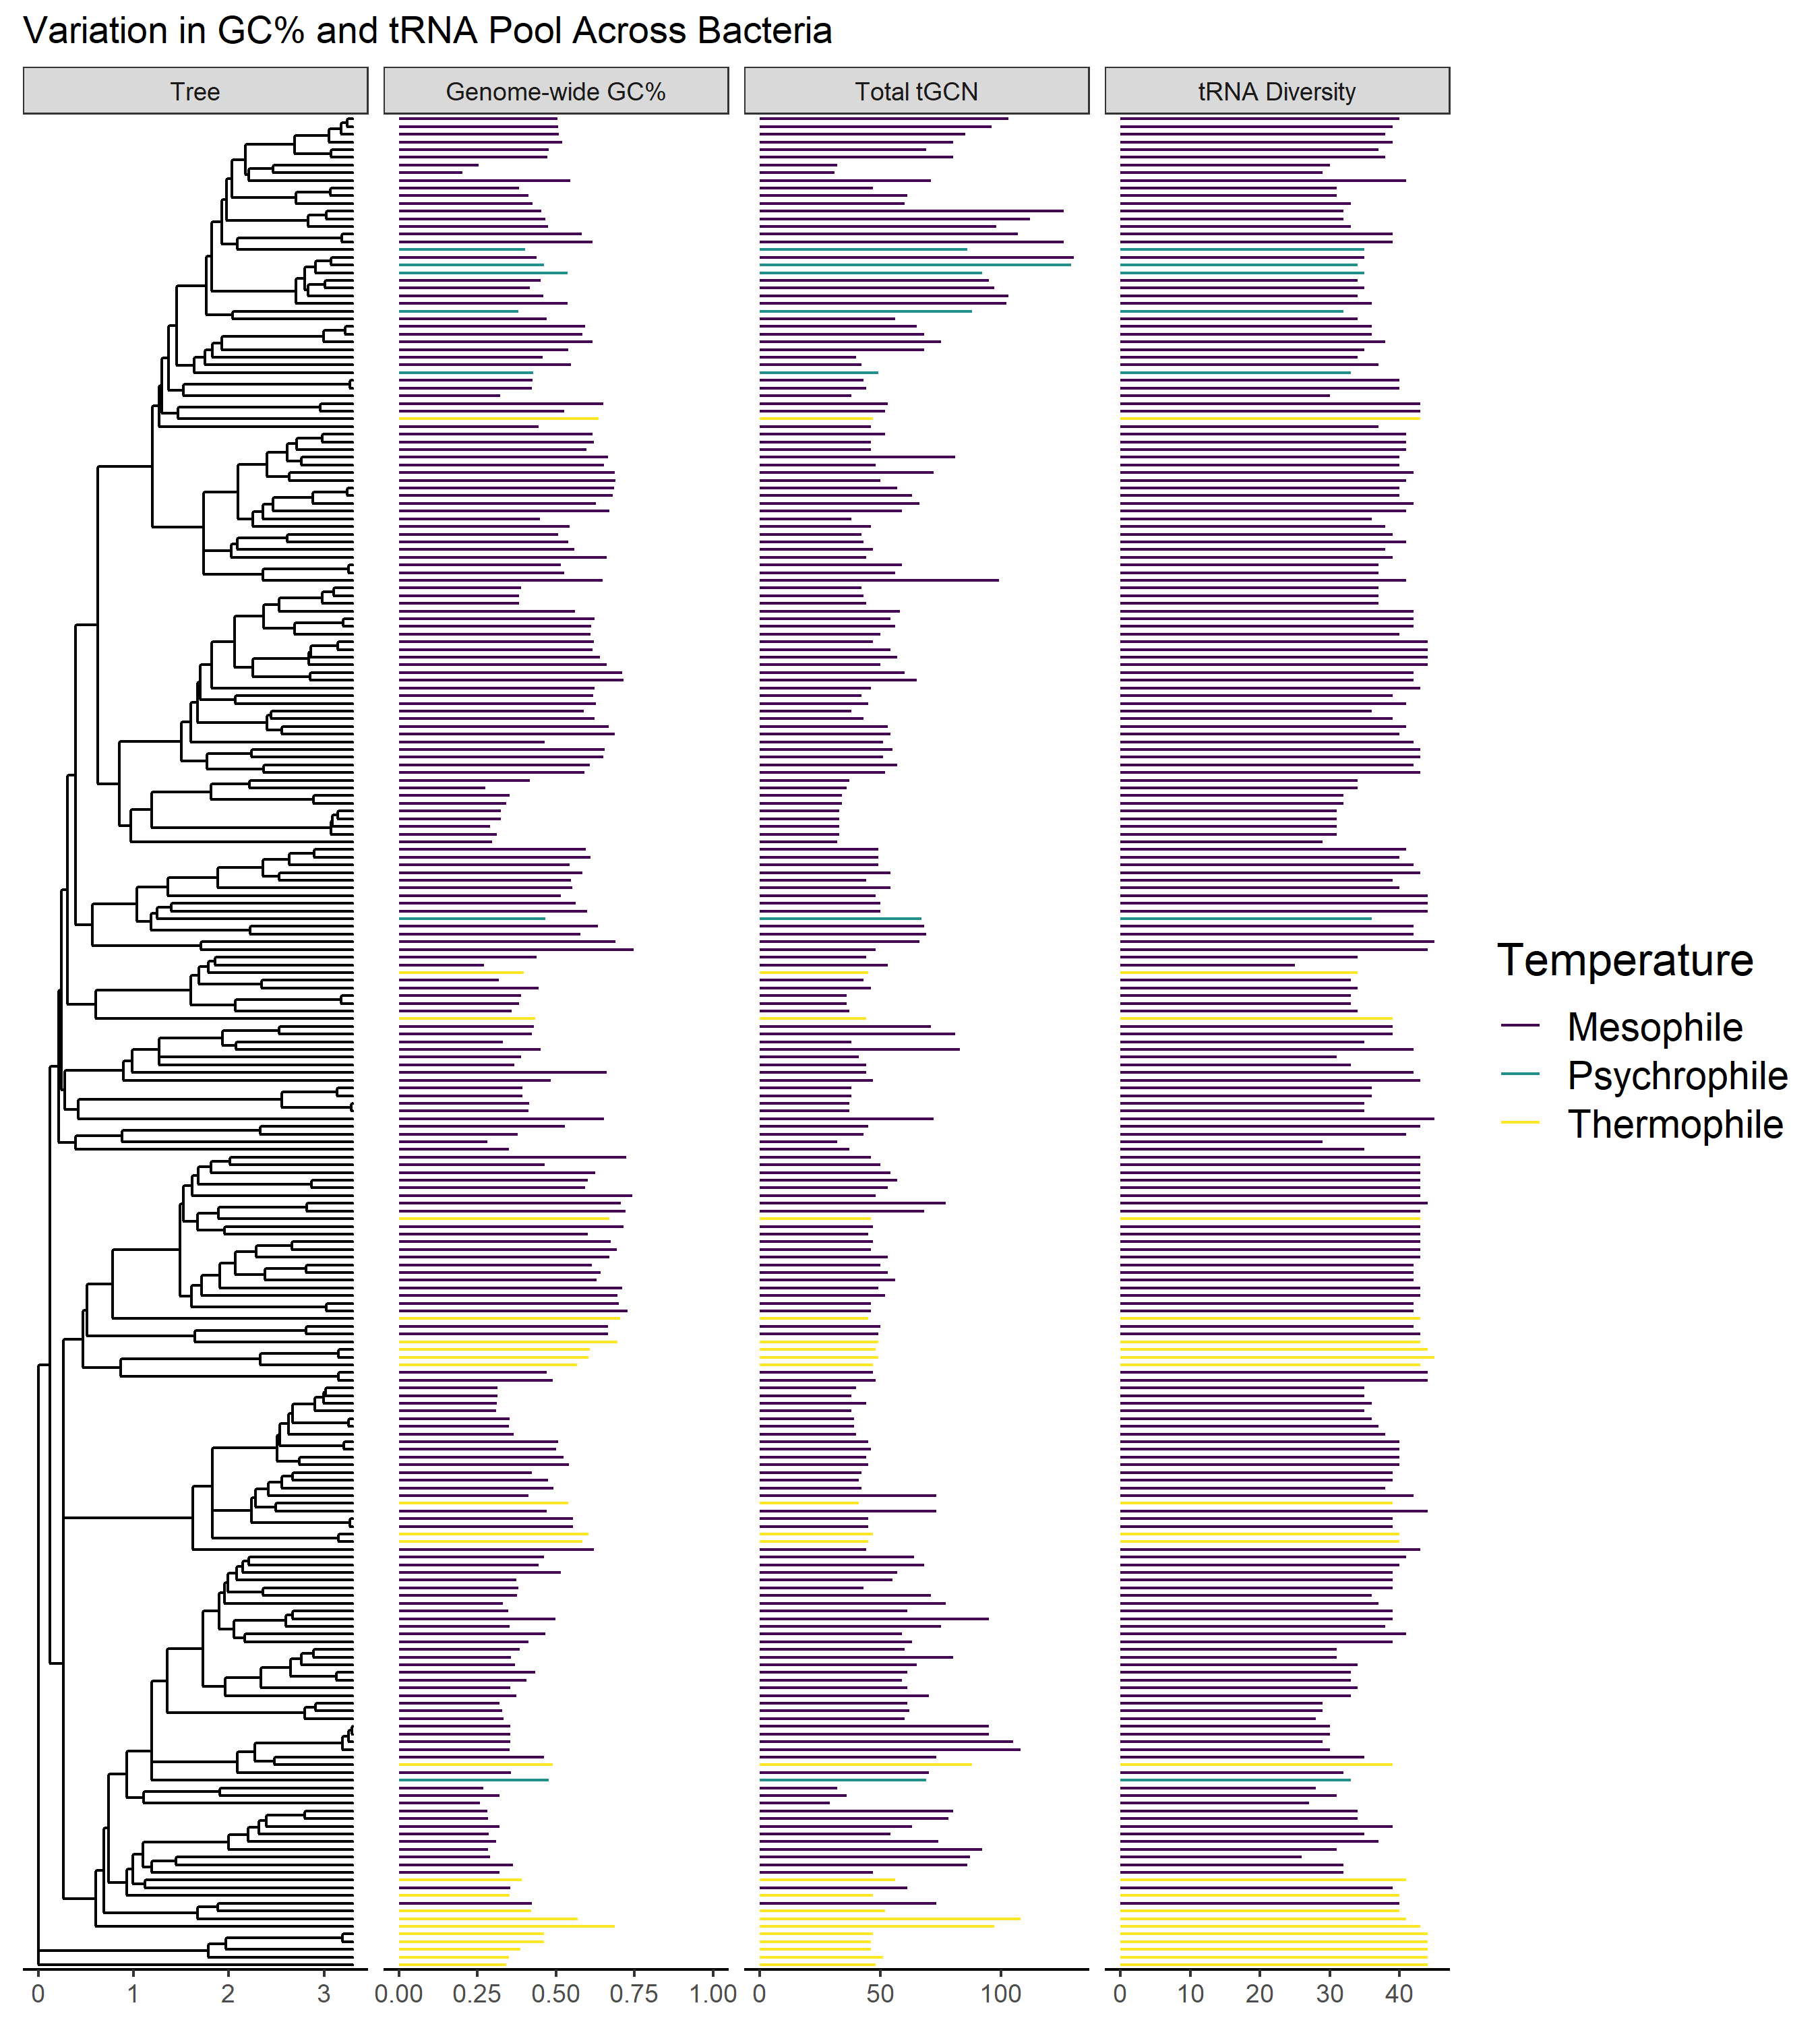 Variation in GC% and tRNA Pool Across Bacteria
Tree
Genome-wide GC%
Total tGCN
tRNA Diversity
Temperature
Mesophile
Psychrophile
Thermophile
0 1 2 3
0.00 0.25 0.50 0.75 1.00
0 50 100
0 10 20 30 40